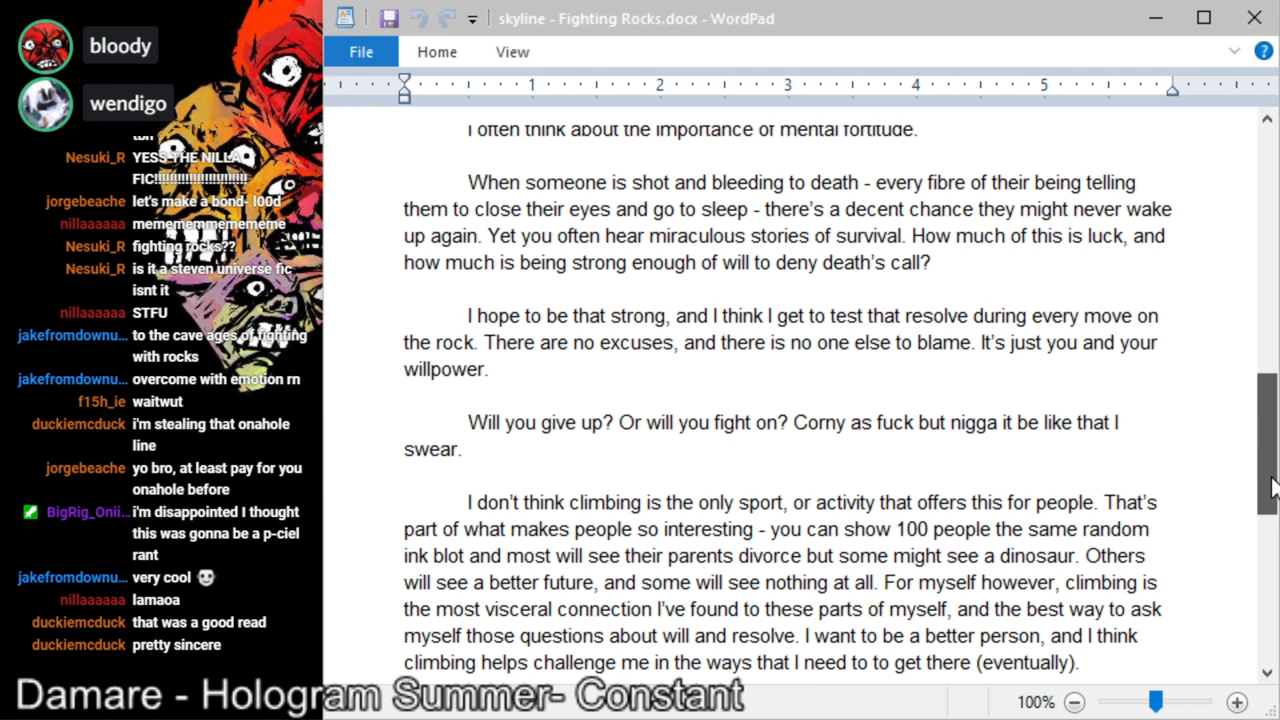 bloody
wendigo
Nesuki_R YESS THE NILLA
FIC!!!!!!!!!!!!!!!!!!!!!!!!
jorgebeache let's make a bond- l00d
nillaaaaaa memememmemememe
Nesuki_R fighting rocks??
Nesuki_R is it a steven universe fic
isnt it
nillaaaaaa STFU
jakefromdownu... to the cave ages of fighting
with rocks
jakefromdownu... overcome with emotion rn
f15h_ie waitwut
duckiemcduck i'm stealing that onahole
line
jorgebeache yo bro, at least pay for you
onahole before
BigRig_Onii... i'm disappointed I thought
this was gonna be a p-ciel
rant
jakefromdownu... very cool
nillaaaaaa lamaoa
duckiemcduck that was a good read
duckiemcduck pretty sincere
skyline - Fighting Rocks.docx - WordPad
File Home View
1 2 3 4 5
I often think about the importance of mental fortitude.
When someone is shot and bleeding to death - every fibre of their being telling
them to close their eyes and go to sleep - there's a decent chance they might never wake
up again. Yet you often hear miraculous stories of survival. How much of this is luck, and
how much is being strong enough of will to deny death's call?
I hope to be that strong, and I think I get to test that resolve during every move on
the rock. There are no excuses, and there is no one else to blame. It's just you and your
willpower.
Will you give up? Or will you fight on? Corny as fuck but nigga it be like that I
swear.
I don't think climbing is the only sport, or activity that offers this for people. That's
part of what makes people so interesting - you can show 100 people the same random
ink blot and most will see their parents divorce but some might see a dinosaur. Others
will see a better future, and some will see nothing at all. For myself however, climbing is
the most visceral connection I've found to these parts of myself, and the best way to ask
myself those questions about will and resolve. I want to be a better person, and I think
climbing helps challenge me in the ways that I need to to get there (eventually).
100%
Damare - Hologram Summer- Constant